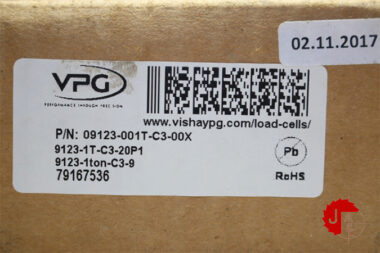 02.11.2017
VPG
PERFORMANCE THROUGH PRECISION
www.vishaypg.com/load-cells/
P/N: 09123-001T-C3-00X
9123-1T-C3-20P1
9123-1ton-C3-9
79167536
Pb
RoHS